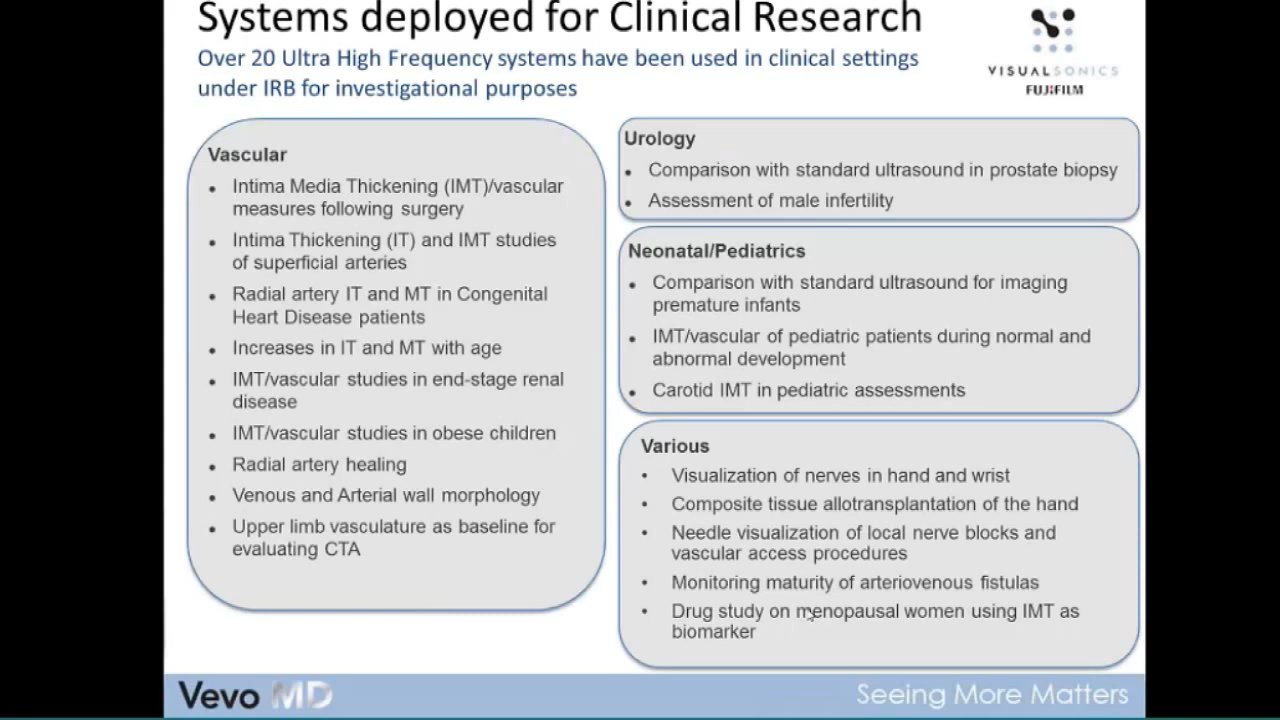 Systems deployed for Clinical Research
Over 20 Ultra High Frequency systems have been used in clinical settings
under IRB for investigational purposes
VISUALSONICS
FUJIFILM
Vascular
• Intima Media Thickening (IMT)/vascular
measures following surgery
• Intima Thickening (IT) and IMT studies
of superficial arteries
• Radial artery IT and MT in Congenital
Heart Disease patients
• Increases in IT and MT with age
• IMT/vascular studies in end-stage renal
disease
• IMT/vascular studies in obese children
• Radial artery healing
• Venous and Arterial wall morphology
• Upper limb vasculature as baseline for
evaluating CTA
Urology
• Comparison with standard ultrasound in prostate biopsy
• Assessment of male infertility
Neonatal/Pediatrics
• Comparison with standard ultrasound for imaging
premature infants
• IMT/vascular of pediatric patients during normal and
abnormal development
• Carotid IMT in pediatric assessments
Various
• Visualization of nerves in hand and wrist
• Composite tissue allotransplantation of the hand
• Needle visualization of local nerve blocks and
vascular access procedures
• Monitoring maturity of arteriovenous fistulas
• Drug study on menopausal women using IMT as
biomarker
Vevo MD
Seeing More Matters